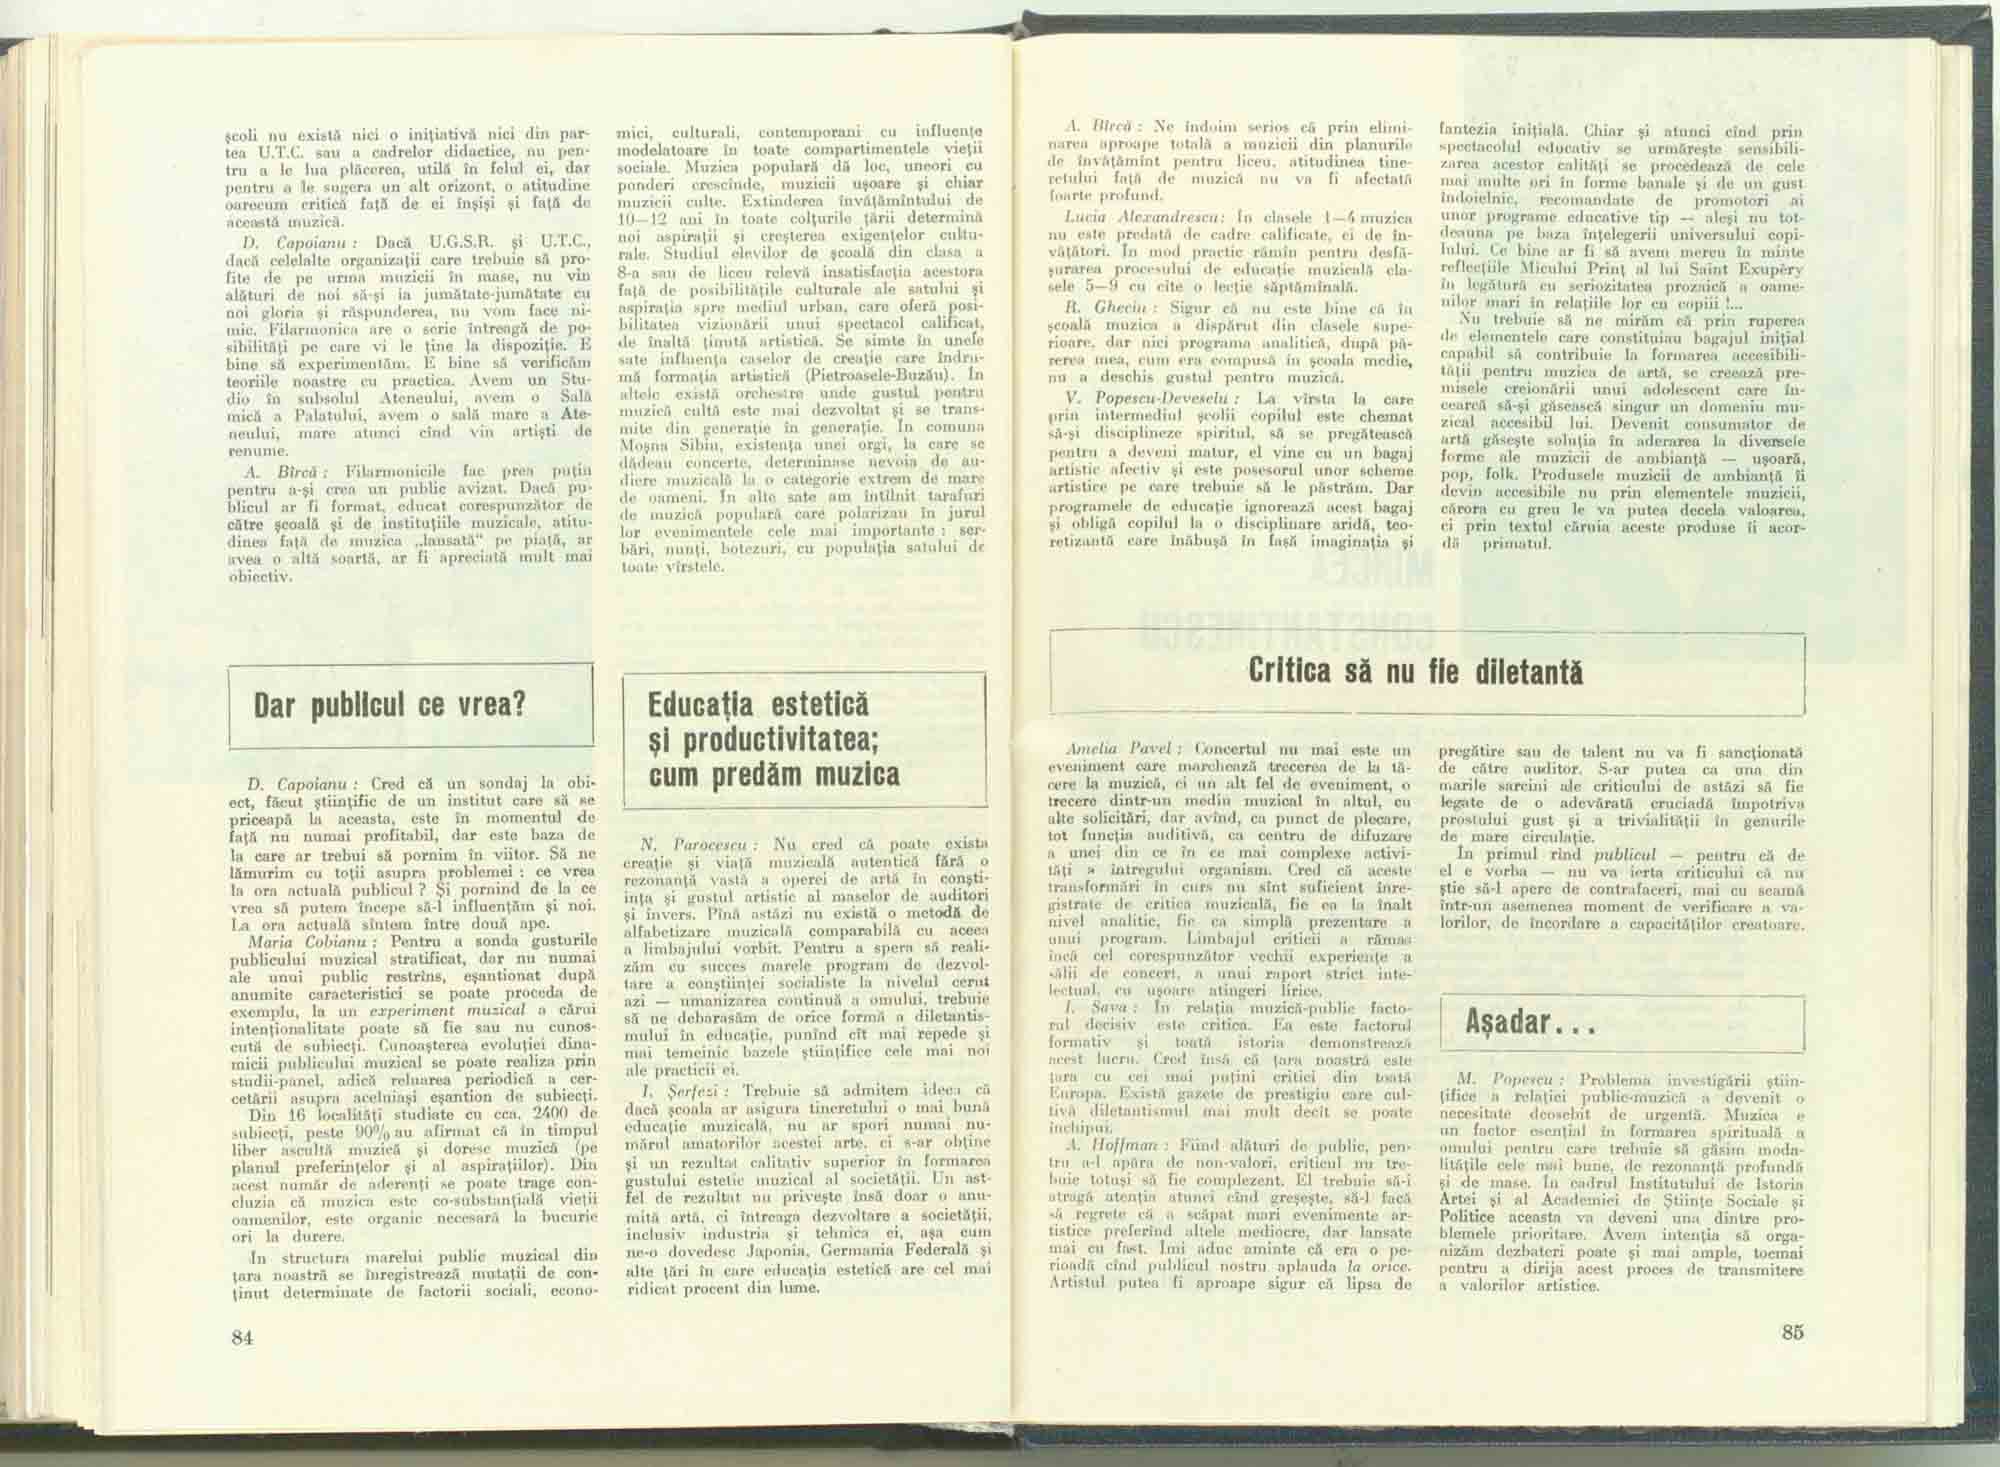 școli nu există nici o inițiativă nici din par-
tea U.T.C. sau a cadrelor didactice, nu pen-
tru a le lua plăcerea, utilă în felul ei, dar
pentru a le sugera un alt orizont, o atitudine
oarecum critică față de ei înșiși și față de
această muzică.
D. Capoianu : Dacă U.G.S.R. și U.T.C.,
dacă celelalte organizații care trebuie să pro-
fite de pe urma muzicii în mase, nu vin
alături de noi să-și ia jumătate-jumătate cu
noi gloria și răspunderea, nu vom face ni-
mic. Filarmonica are o serie întreagă de po-
sibilități pe care vi le ține la dispoziție. E
bine să experimentăm. E bine să verificăm
teoriile noastre cu practica. Avem un Stu-
dio în subsolul Ateneului, avem o Sală
mică a Palatului, avem o sală mare a Ate-
neului, mare atunci cînd vin artiști de
renume.
A. Bîrcă : Filarmonicile fac prea puțin
pentru a-și crea un public avizat. Dacă pu-
blicul ar fi format, educat corespunzător de
către școală și de instituțiile muzicale, atitu-
dinea față de muzica „lansată“ pe piață, ar
avea o altă soartă, ar fi apreciată mult mai
obiectiv.
Dar publicul ce vrea?
D. Capoianu : Cred că un sondaj la obi-
ect, făcut științific de un institut care să se
priceapă la aceasta, este în momentul de
față nu numai profitabil, dar este baza de
la care ar trebui să pornim în viitor. Să ne
lămurim cu toții asupra problemei : ce vrea
la ora actuală publicul ? Și pornind de la ce
vrea să putem începe să-l influențăm și noi.
La ora actuală sîntem între două ape.
Maria Cobianu : Pentru a sonda gusturile
publicului muzical stratificat, dar nu numai
ale unui public restrîns, eșantionat după
anumite caracteristici se poate proceda de
exemplu, la un experiment muzical a cărui
intenționalitate poate să fie sau nu cunos-
cută de subiecți. Cunoașterea evoluției dina-
micii publicului muzical se poate realiza prin
studii-panel, adică reluarea periodică a cer-
cetării asupra aceluiași eșantion de subiecți.
Din 16 localități studiate cu cca. 2400 de
subiecți, peste 90% au afirmat că în timpul
liber ascultă muzică și doresc muzică (pe
planul preferințelor și al aspirațiilor). Din
acest număr de aderenți se poate trage con-
cluzia că muzica este co-substanțială vieții
oamenilor, este organic necesară la bucurie
ori la durere.
In structura marelui public muzical din
țara noastră se înregistrează mutații de con-
ținut determinate de factorii sociali, econo-
84
mici, culturali, contemporani cu influențe
modelatoare în toate compartimentele vieții
sociale. Muzica populară dă loc, uneori cu
ponderi crescînde, muzicii ușoare și chiar
muzicii culte. Extinderea învățămîntului de
10—12 ani în toate colțurile țării determină
noi aspirații și creșterea exigențelor cultu-
rale. Studiul elevilor de școală din clasa a
8-a sau de liceu relevă insatisfacția acestora
față de posibilitățile culturale ale satului și
aspirația spre mediul urban, care oferă posi-
bilitatea vizionării unui spectacol calificat,
de înaltă ținută artistică. Se simte în unele
sate influența caselor de creație care îndru-
mă formația artistică (Pietroasele-Buzău). In
altele există orchestre unde gustul pentru
muzică cultă este mai dezvoltat și se trans-
mite din generație în generație. In comuna
Moșna Sibiu, existența unei orgi, la care se
dădeau concerte, determinase nevoia de au-
diere muzicală la o categorie extrem de mare
de oameni. In alte sate am întîlnit tarafuri
de muzică populară care polarizau în jurul
lor evenimentele cele mai importante : ser-
bări, nunți, botezuri, cu populația satului de
toate vîrstele.
Educația estetică
și productivitatea;
cum predăm muzica
N. Parocescu : Nu cred că poate exista
creație și viață muzicală autentică fără o
rezonanță vastă a operei de artă în conști-
ința și gustul artistic al maselor de auditori
și invers. Pînă astăzi nu există o metodă de
alfabetizare muzicală comparabilă cu aceea
a limbajului vorbit. Pentru a spera să reali-
zăm cu succes marele program de dezvol-
tare a conștiinței socialiste la nivelul cerut
azi — umanizarea continuă a omului, trebuie
să ne debarasăm de orice formă a diletantis-
mului în educație, punînd cît mai repede și
mai temeinic bazele științifice cele mai noi
ale practicii ei.
I. Șerfezi : Trebuie să admitem ideea că
dacă școala ar asigura tineretului o mai bună
educație muzicală, nu ar spori numai nu-
mărul amatorilor acestei arte, ci s-ar obține
și un rezultat calitativ superior în formarea
gustului estetic muzical al societății. Un ast-
fel de rezultat nu privește însă doar o anu-
mită artă, ci întreaga dezvoltare a societății,
inclusiv industria și tehnica ei, așa cum
ne-o dovedesc Japonia, Germania Federală și
alte țări în care educația estetică are cel mai
ridicat procent din lume.
A. Bîrcă : Ne îndoim serios că prin elimi-
narea aproape totală a muzicii din planurile
de învățămînt pentru liceu, atitudinea tine-
retului față de muzică nu va fi afectată
foarte profund.
Lucia Alexandrescu: In clasele 1—4 muzica
nu este predată de cadre calificate, ci de în-
vățători. In mod practic rămîn pentru desfă-
șurarea procesului de educație muzicală cla-
sele 5—9 cu cîte o lecție săptămînală.
R. Gheciu : Sigur că nu este bine că în
școală muzica a dispărut din clasele supe-
rioare, dar nici programa analitică, după pă-
rerea mea, cum era compusă în școala medie,
nu a deschis gustul pentru muzică.
V. Popescu-Deveselu : La vîrsta la care
prin intermediul școlii copilul este chemat
să-și disciplineze spiritul, să se pregătească
pentru a deveni matur, el vine cu un bagaj
artistic afectiv și este posesorul unor scheme
artistice pe care trebuie să le păstrăm. Dar
programele de educație ignorează acest bagaj
și obligă copilul la o disciplinare aridă, teo-
retizantă care înăbușă în fașă imaginația și
fantezia inițială. Chiar și atunci cînd prin
spectacolul educativ se urmărește sensibili-
zarea acestor calități se procedează de cele
mai multe ori în forme banale și de un gust
îndoielnic, recomandate de promotori ai
unor programe educative tip — aleși nu tot-
deauna pe baza înțelegerii universului copi-
lului. Ce bine ar fi să avem mereu în minte
reflecțiile Micului Prinț al lui Saint Exupèry
în legătură cu seriozitatea prozaică a oame-
nilor mari în relațiile lor cu copiii !...
Nu trebuie să ne mirăm că prin ruperea
de elementele care constituiau bagajul inițial
capabil să contribuie la formarea accesibili-
tății pentru muzica de artă, se creează pre-
misele creionării unui adolescent care în-
cearcă să-și găsească singur un domeniu mu-
zical accesibil lui. Devenit consumator de
artă găsește soluția în aderarea la diversele
forme ale muzicii de ambianță — ușoară,
pop, folk. Produsele muzicii de ambianță îi
devin accesibile nu prin elementele muzicii,
cărora cu greu le va putea decela valoarea,
ci prin textul căruia aceste produse îi acor-
dă primatul.
Critica să nu fie diletantă
Amelia Pavel : Concertul nu mai este un
eveniment care marchează trecerea de la tă-
cere la muzică, ci un alt fel de eveniment, o
trecere dintr-un mediu muzical în altul, cu
alte solicitări, dar avînd, ca punct de plecare,
tot funcția auditivă, ca centru de difuzare
a unei din ce în ce mai complexe activi-
tăți a întregului organism. Cred că aceste
transformări în curs nu sînt suficient înre-
gistrate de critica muzicală, fie ea la înalt
nivel analitic, fie ca simplă prezentare a
unui program. Limbajul criticii a rămas
încă cel corespunzător vechii experiențe a
sălii de concert, a unui raport strict inte-
lectual, cu ușoare atingeri lirice.
I. Sava : In relația muzică-public facto-
rul decisiv este critica. Ea este factorul
formativ și toată istoria demonstrează
acest lucru. Cred însă că țara noastră este
țara cu cei mai puțini critici din toată
Europa. Există gazete de prestigiu care cul-
tivă diletantismul mai mult decît se poate
închipui.
A. Hoffman : Fiind alături de public, pen-
tru a-l apăra de non-valori, criticul nu tre-
buie totuși să fie complezent. El trebuie să-i
atragă atenția atunci cînd greșește, să-l facă
să regrete că a scăpat mari evenimente ar-
tistice preferînd altele mediocre, dar lansate
mai cu fast. Imi aduc aminte că era o pe-
rioadă cînd publicul nostru aplauda la orice.
Artistul putea fi aproape sigur că lipsa de
pregătire sau de talent nu va fi sancționată
de către auditor. S-ar putea ca una din
marile sarcini ale criticului de astăzi să fie
legate de o adevărată cruciadă împotriva
prostului gust și a trivialității în genurile
de mare circulație.
In primul rînd publicul — pentru că de
el e vorba — nu va ierta criticului că nu
știe să-l apere de contrafaceri, mai cu seamă
într-un asemenea moment de verificare a va-
lorilor, de încordare a capacităților creatoare.
Așadar...
M. Popescu : Problema investigării știin-
țifice a relației public-muzică a devenit o
necesitate deosebit de urgentă. Muzica e
un factor esențial în formarea spirituală a
omului pentru care trebuie să găsim moda-
litățile cele mai bune, de rezonanță profundă
și de mase. In cadrul Institutului de Istoria
Artei și al Academiei de Științe Sociale și
Politice aceasta va deveni una dintre pro-
blemele prioritare. Avem intenția să orga-
nizăm dezbateri poate și mai ample, tocmai
pentru a dirija acest proces de transmitere
a valorilor artistice.
85